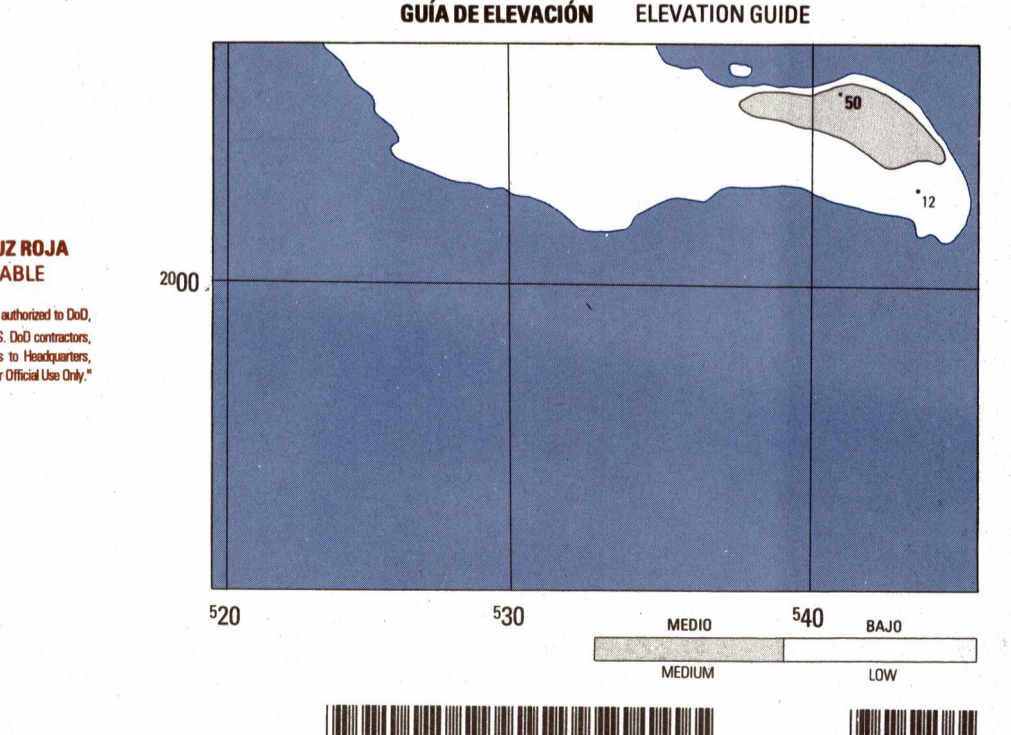 GUÍA DE ELEVACIÓN ELEVATION GUIDE
50
12
UZ ROJA
ABLE
authorized to DoD,
S. DoD contractors,
s to Headquarters,
r Official Use Only."
2000
520
530
540
MEDIO BAJO
MEDIUM LOW